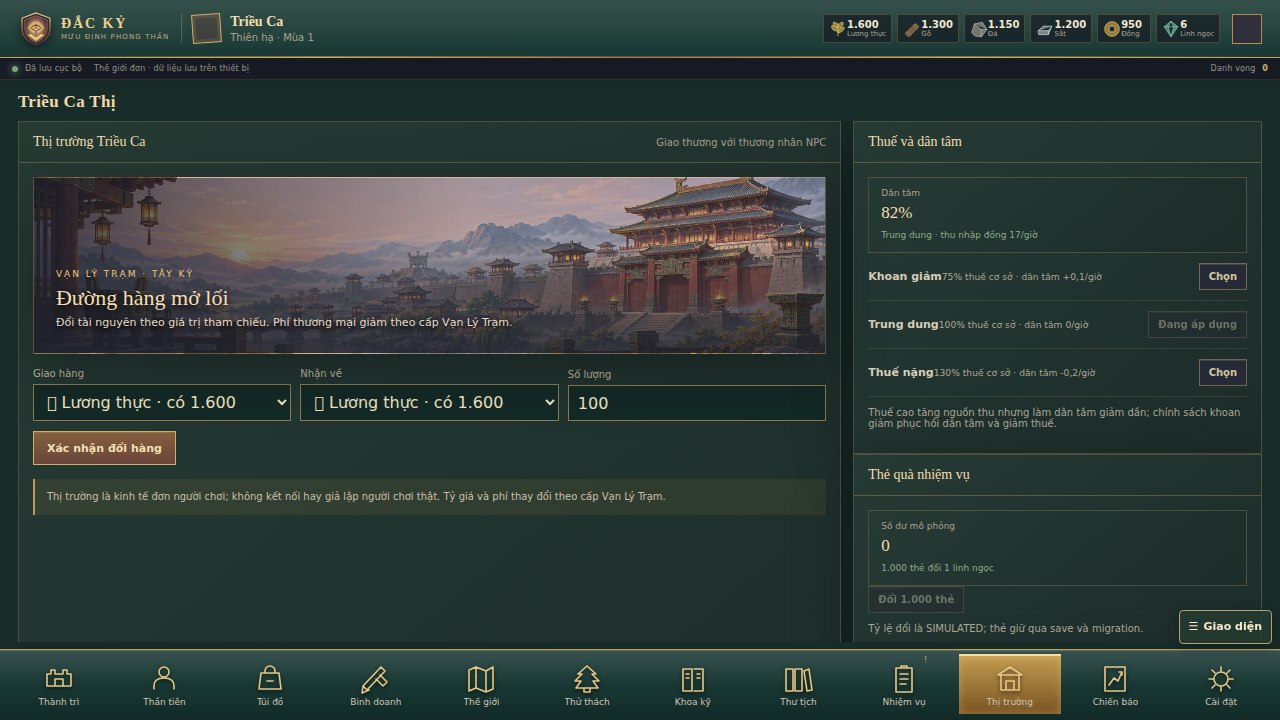 ĐẮC KỶ
MƯU ĐỊNH PHONG THẦN
Triều Ca
Thiên hạ · Mùa 1
1.600
Lương thực
1.300
Gỗ
1.150
Đá
1.200
Sắt
950
Đồng
6
Linh ngọc
Đã lưu cục bộ Thế giới đơn · dữ liệu lưu trên thiết bị
Danh vọng 0
Triều Ca Thị
Thị trường Triều Ca
Giao thương với thương nhân NPC
VẠN LÝ TRẠM · TÂY KỲ
Đường hàng mở lối
Đổi tài nguyên theo giá trị tham chiếu. Phí thương mại giảm theo cấp Vạn Lý Trạm.
Giao hàng
Lương thực · có 1.600
Nhận về
Lương thực · có 1.600
Số lượng
100
Xác nhận đổi hàng
Thị trường là kinh tế đơn người chơi; không kết nối hay giả lập người chơi thật. Tỷ giá và phí thay đổi theo cấp Vạn Lý Trạm.
Thuế và dân tâm
Dân tâm
82%
Trung dung · thu nhập đồng 17/giờ
Khoan giảm75% thuế cơ sở · dân tâm +0,1/giờ
Chọn
Trung dung100% thuế cơ sở · dân tâm 0/giờ
Đang áp dụng
Thuế nặng130% thuế cơ sở · dân tâm -0,2/giờ
Chọn
Thuế cao tăng nguồn thu nhưng làm dân tâm giảm dần; chính sách khoan
giảm phục hồi dân tâm và giảm thuế.
Thẻ quà nhiệm vụ
Số dư mô phỏng
0
1.000 thẻ đổi 1 linh ngọc
Đổi 1.000 thẻ
Tỷ lệ đổi là SIMULATED; thẻ giữ qua save và migration.
☰ Giao diện
Thành trì
Thần tiên
Túi đồ
Binh doanh
Thế giới
Thử thách
Khoa kỹ
Thư tịch
!
Nhiệm vụ
Thị trường
Chiến báo
Cài đặt